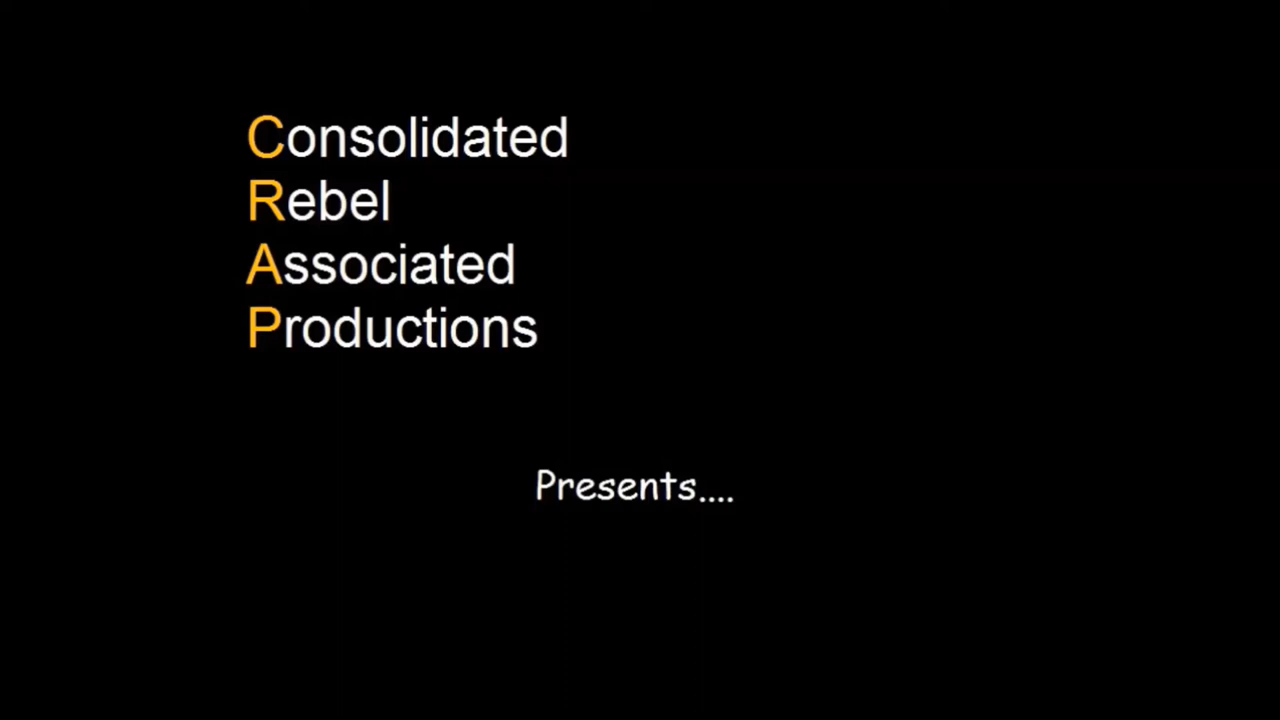 Consolidated
Rebel
Associated
Productions
Presents....